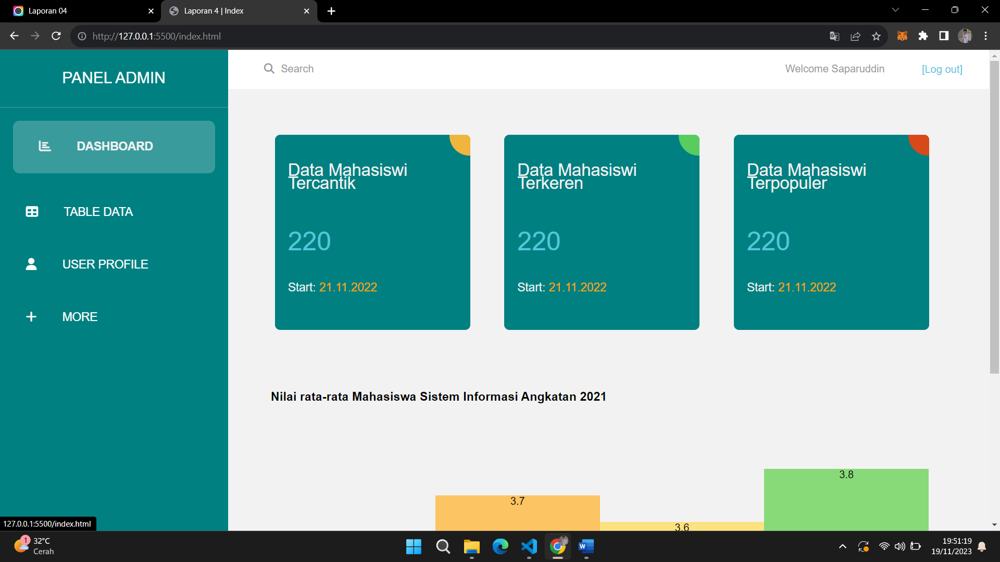 Laporan 04
Laporan 4 | Index
http://127.0.0.1:5500/index.html
PANEL ADMIN
Search
Welcome Saparuddin
[Log out]
DASHBOARD
TABLE DATA
USER PROFILE
MORE
Data Mahasiswi
Tercantik
220
Start: 21.11.2022
Data Mahasiswi
Terkeren
220
Start: 21.11.2022
Data Mahasiswi
Terpopuler
220
Start: 21.11.2022
Nilai rata-rata Mahasiswa Sistem Informasi Angkatan 2021
3.7
3.6
3.8
127.0.0.1:5500/index.html
1
32°C
Cerah
W
19:51:19
19/11/2023